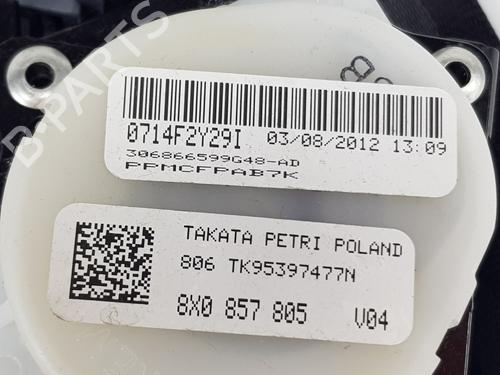 B-PARTS
0714F2Y29I 03/08/2012 13:09
306866599G48-AD
PPMCFPAB7K
TAKATA PETRI POLAND
806 TK95397477N
8X0 857 805 V04